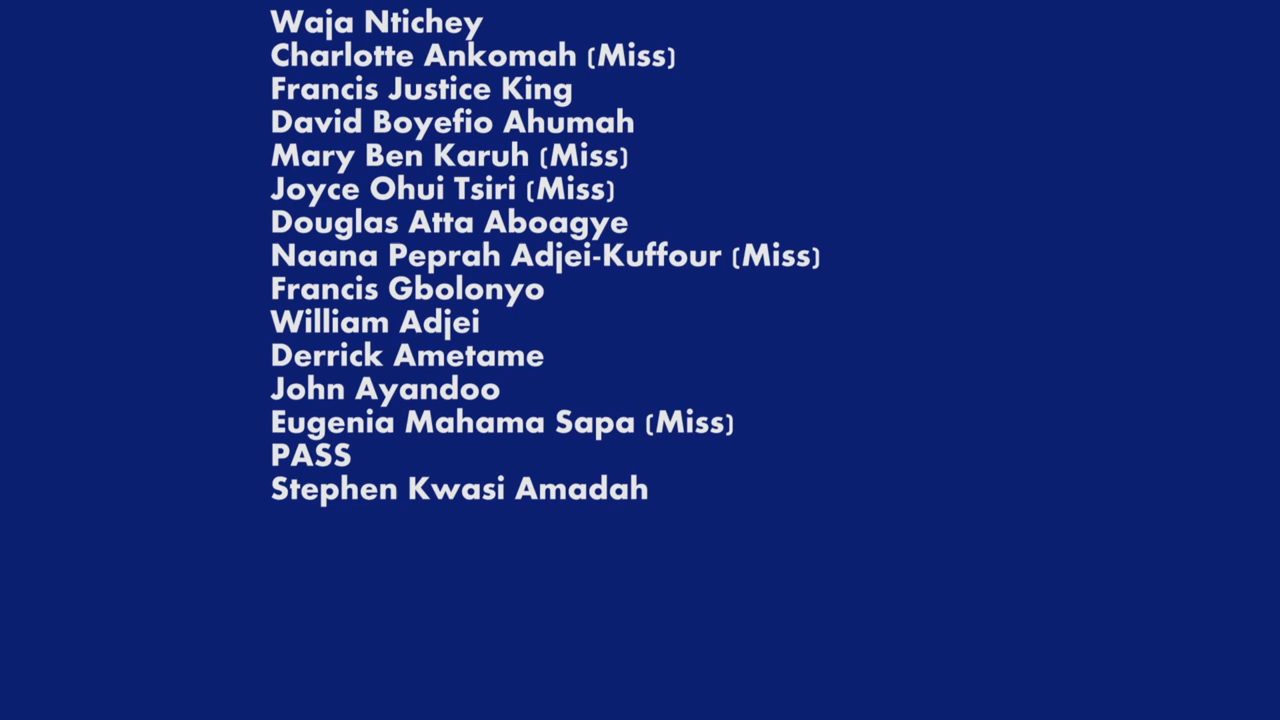 Waja Ntichey
Charlotte Ankomah (Miss)
Francis Justice King
David Boyefio Ahumah
Mary Ben Karuh (Miss)
Joyce Ohui Tsiri (Miss)
Douglas Atta Aboagye
Naana Peprah Adjei-Kuffour (Miss)
Francis Gbolonyo
William Adjei
Derrick Ametame
John Ayandoo
Eugenia Mahama Sapa (Miss)
PASS
Stephen Kwasi Amadah